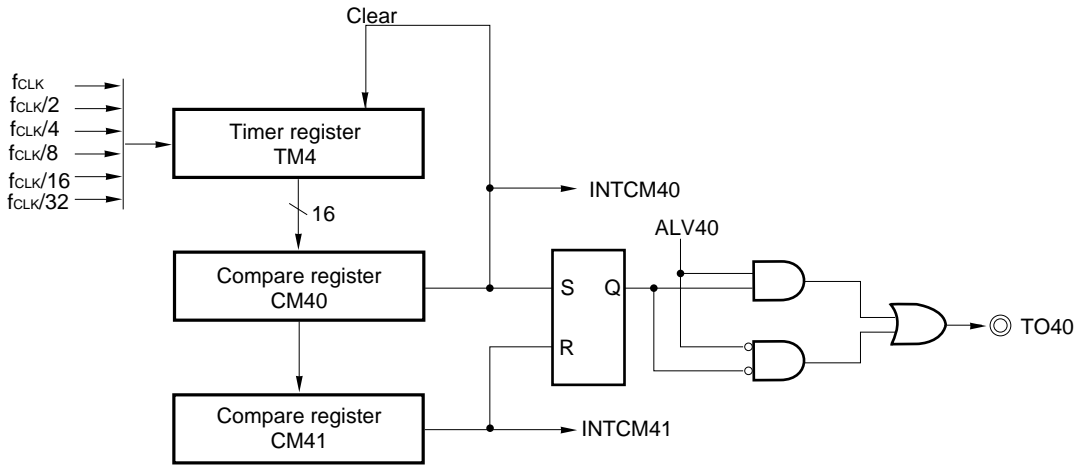 Clear
fCLK
fCLK/2
fCLK/4
fCLK/8
fCLK/16
fCLK/32
Timer register
TM4
16
INTCM40
ALV40
Compare register
CM40
S
Q
R
TO40
Compare register
CM41
INTCM41